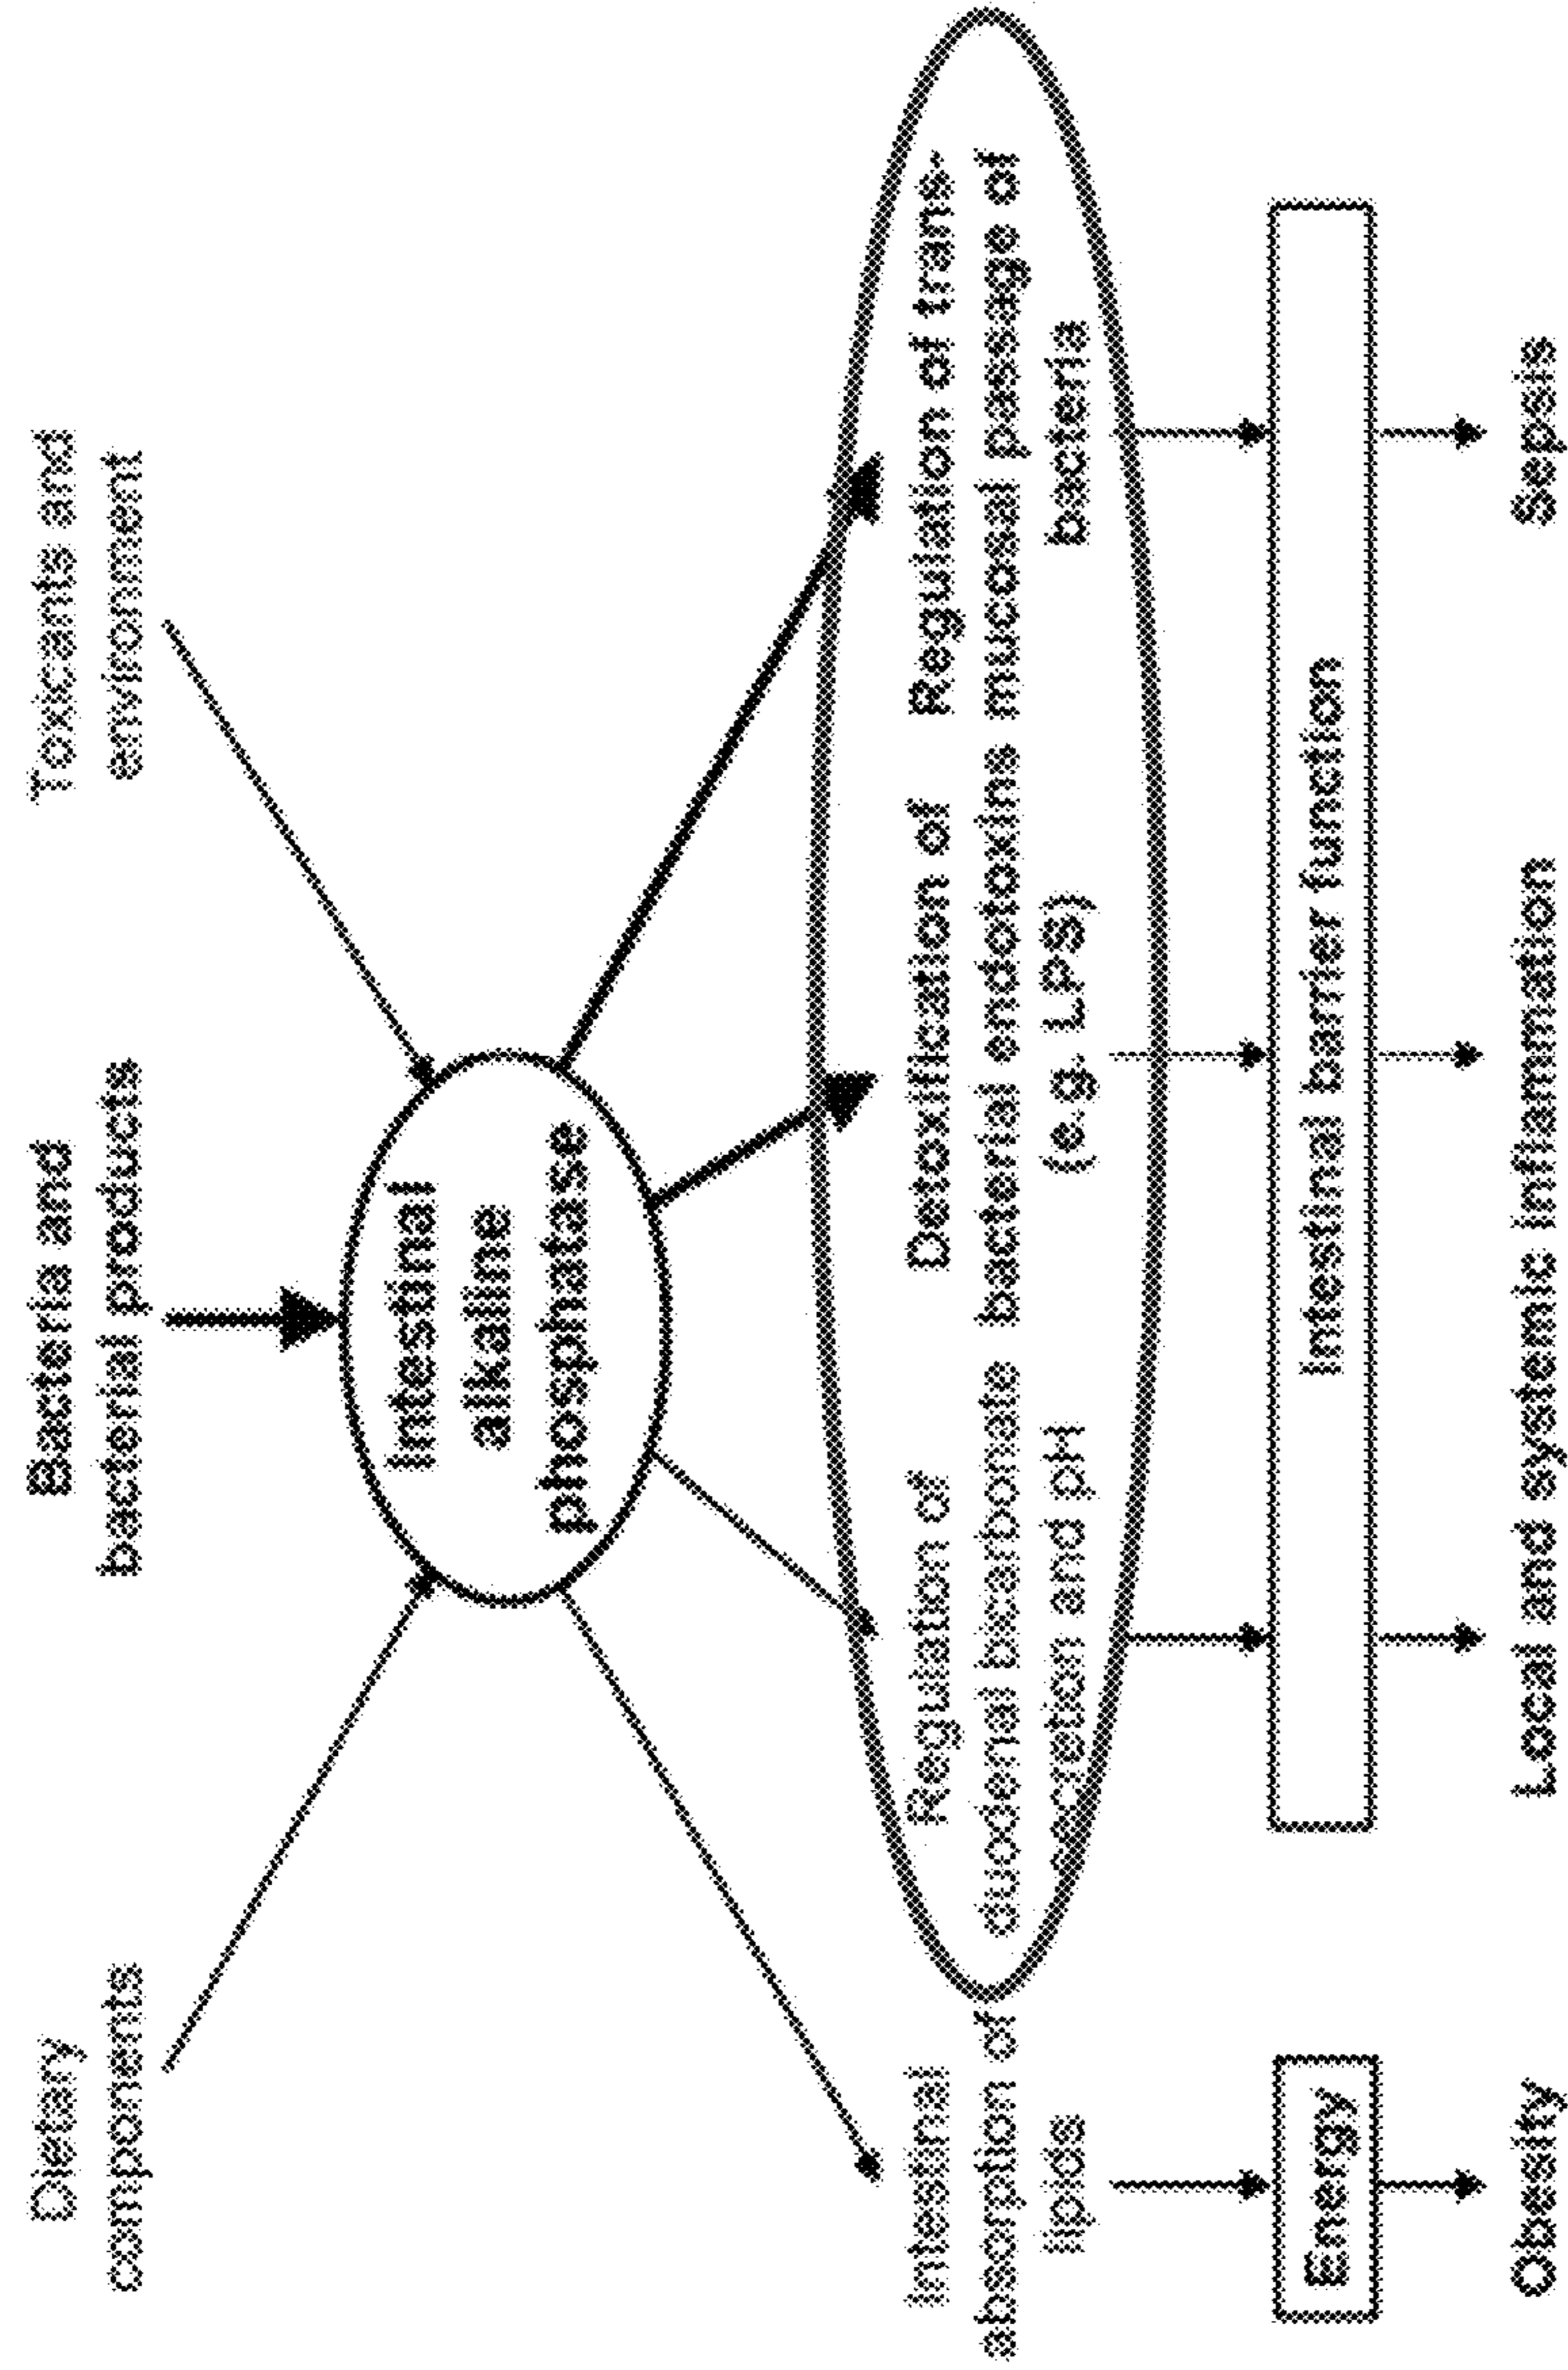 Dietary
components
Bacteria and
bacterial products
Toxicants and
environment
Intestinal
alkaline
phosphatase
Intestinal
absorption of
lipids
Regulation of
duodenal bicarbonate
secretion and pH
Detoxification of
bacterial endotoxins
(e.g. LPS)
Regulation of trans-
mucosal passage of
bacteria
Energy
Intestinal barrier function
Obesity
Local and systemic inflammation
Sepsis